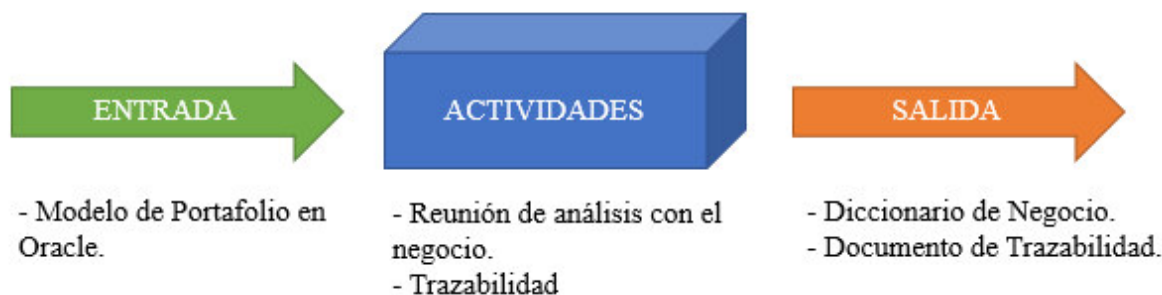 ENTRADA
ACTIVIDADES
SALIDA
- Modelo de Portafolio en
Oracle.
- Reunión de análisis con el
negocio.
- Trazabilidad
- Diccionario de Negocio.
- Documento de Trazabilidad.